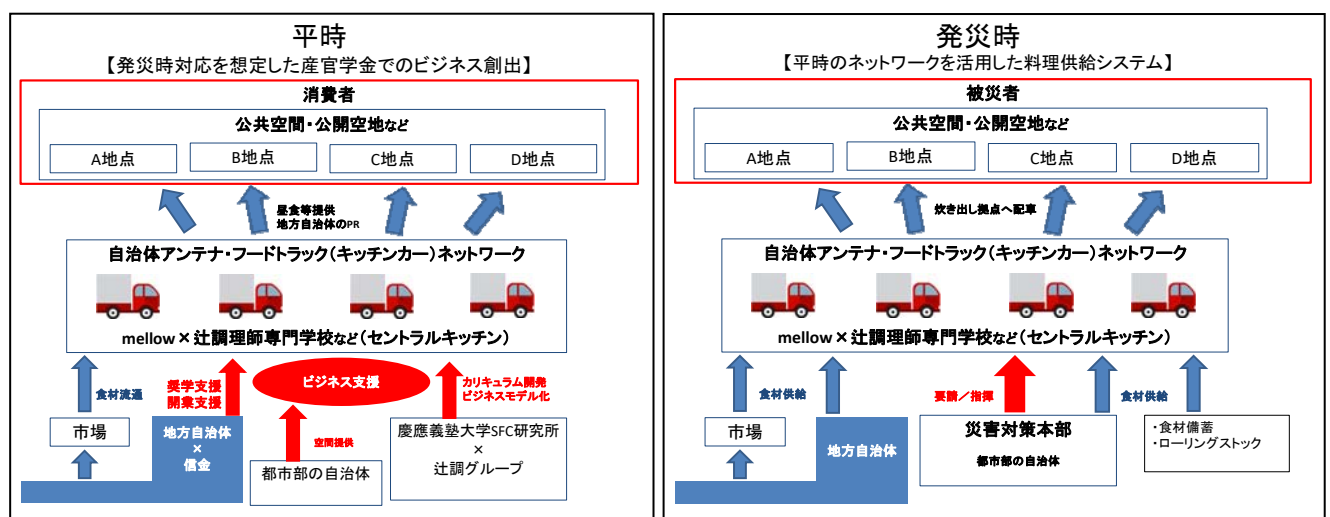 平時
【発災時対応を想定した産官学金でのビジネス創出】
消費者
公共空間・公開空地など
A地点
B地点
C地点
D地点
昼食等提供
地方自治体のPR
自治体アンテナ・フードトラック(キッチンカー)ネットワーク
mellow×辻調理師専門学校など(セントラルキッチン)
食材流通
奨学支援
開業支援
ビジネス支援
カリキュラム開発
ビジネスモデル化
市場
地方自治体
×
信金
空間提供
都市部の自治体
慶應義塾大学SFC研究所
×
辻調グループ
発災時
【平時のネットワークを活用した料理供給システム】
被災者
公共空間・公開空地など
A地点
B地点
C地点
D地点
炊き出し拠点へ配車
自治体アンテナ・フードトラック(キッチンカー)ネットワーク
mellow×辻調理師専門学校など(セントラルキッチン)
食材供給
要請/指揮
食材供給
市場
地方自治体
災害対策本部
都市部の自治体
・食材備蓄
・ローリングストック